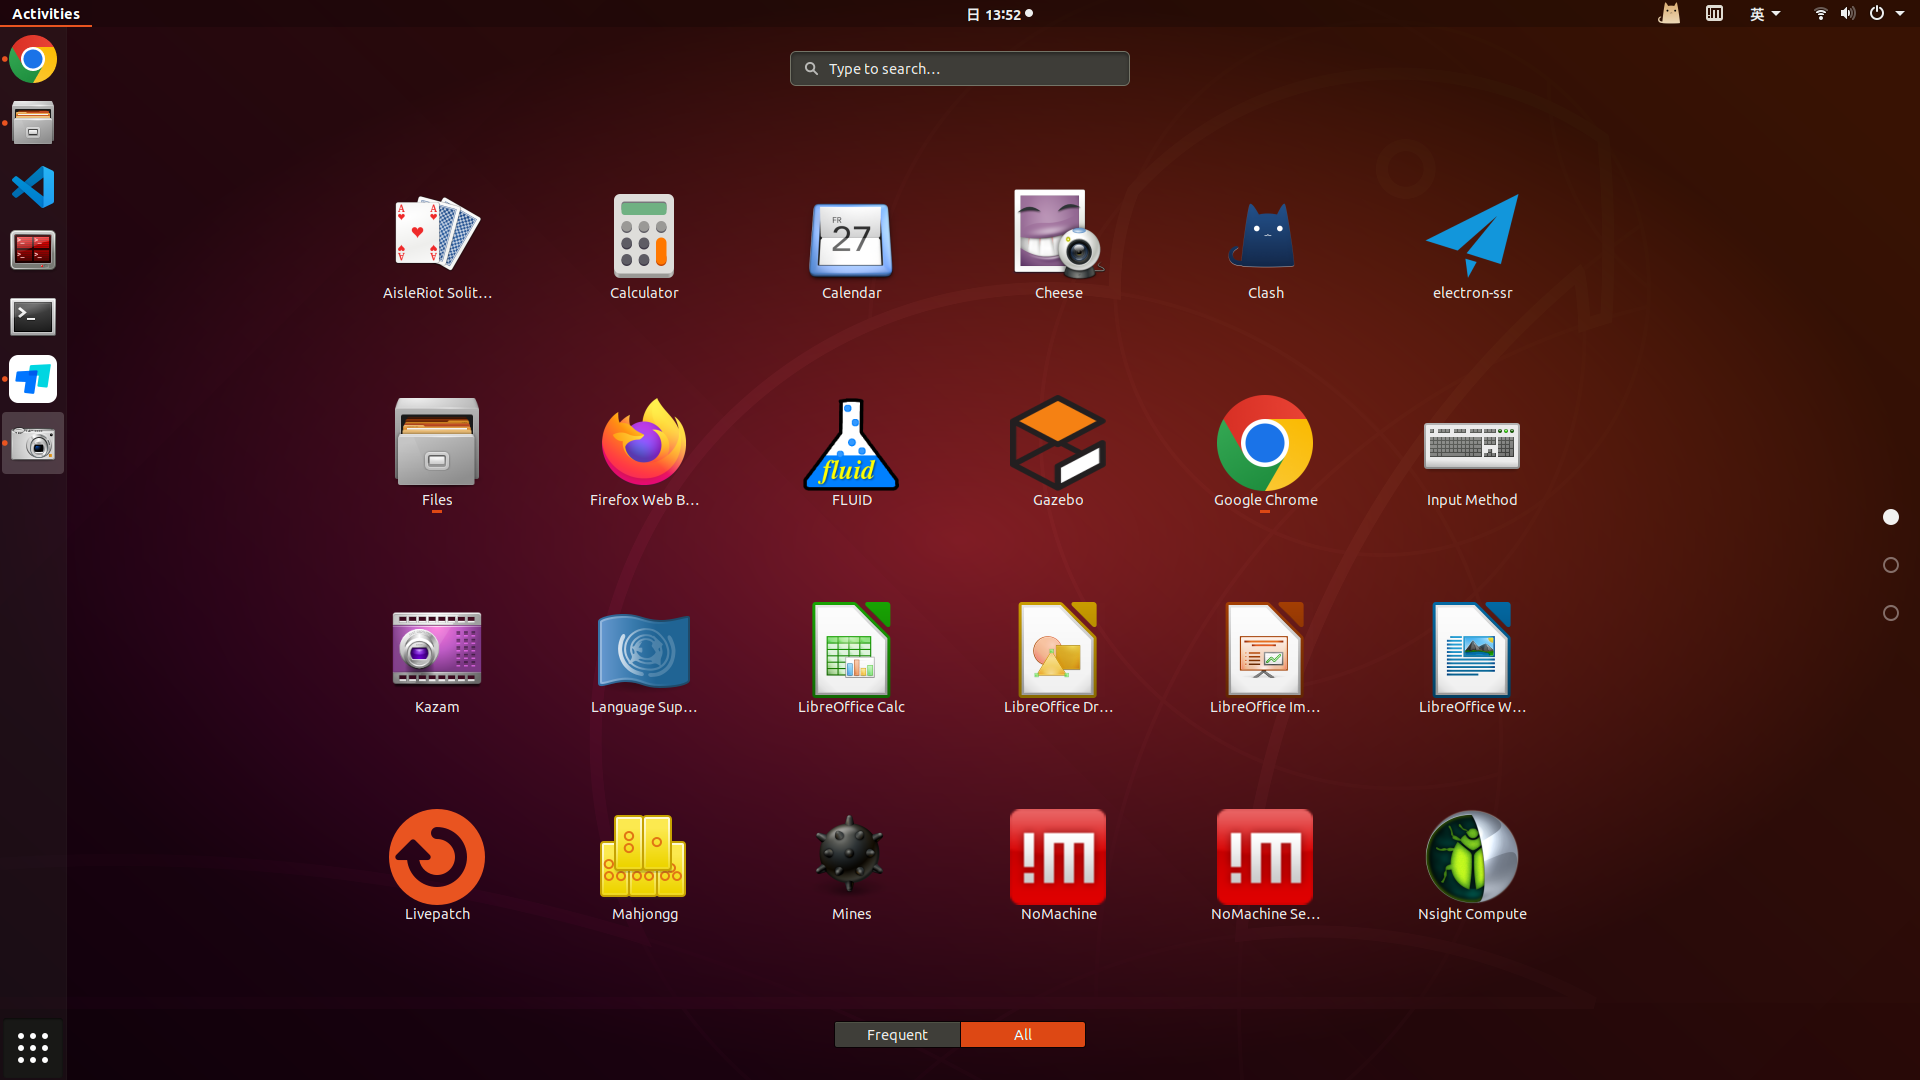 Activities
日 13:52
英
Type to search...
AisleRiot Solit...
Calculator
FR
27
Calendar
Cheese
Clash
electron-ssr
Files
Firefox Web B...
fluid
FLUID
Gazebo
Google Chrome
Input Method
Kazam
Language Sup...
LibreOffice Calc
LibreOffice Dr...
LibreOffice Im...
LibreOffice W...
Livepatch
Mahjongg
Mines
!M
NoMachine
!M
NoMachine Se...
Nsight Compute
Frequent
All